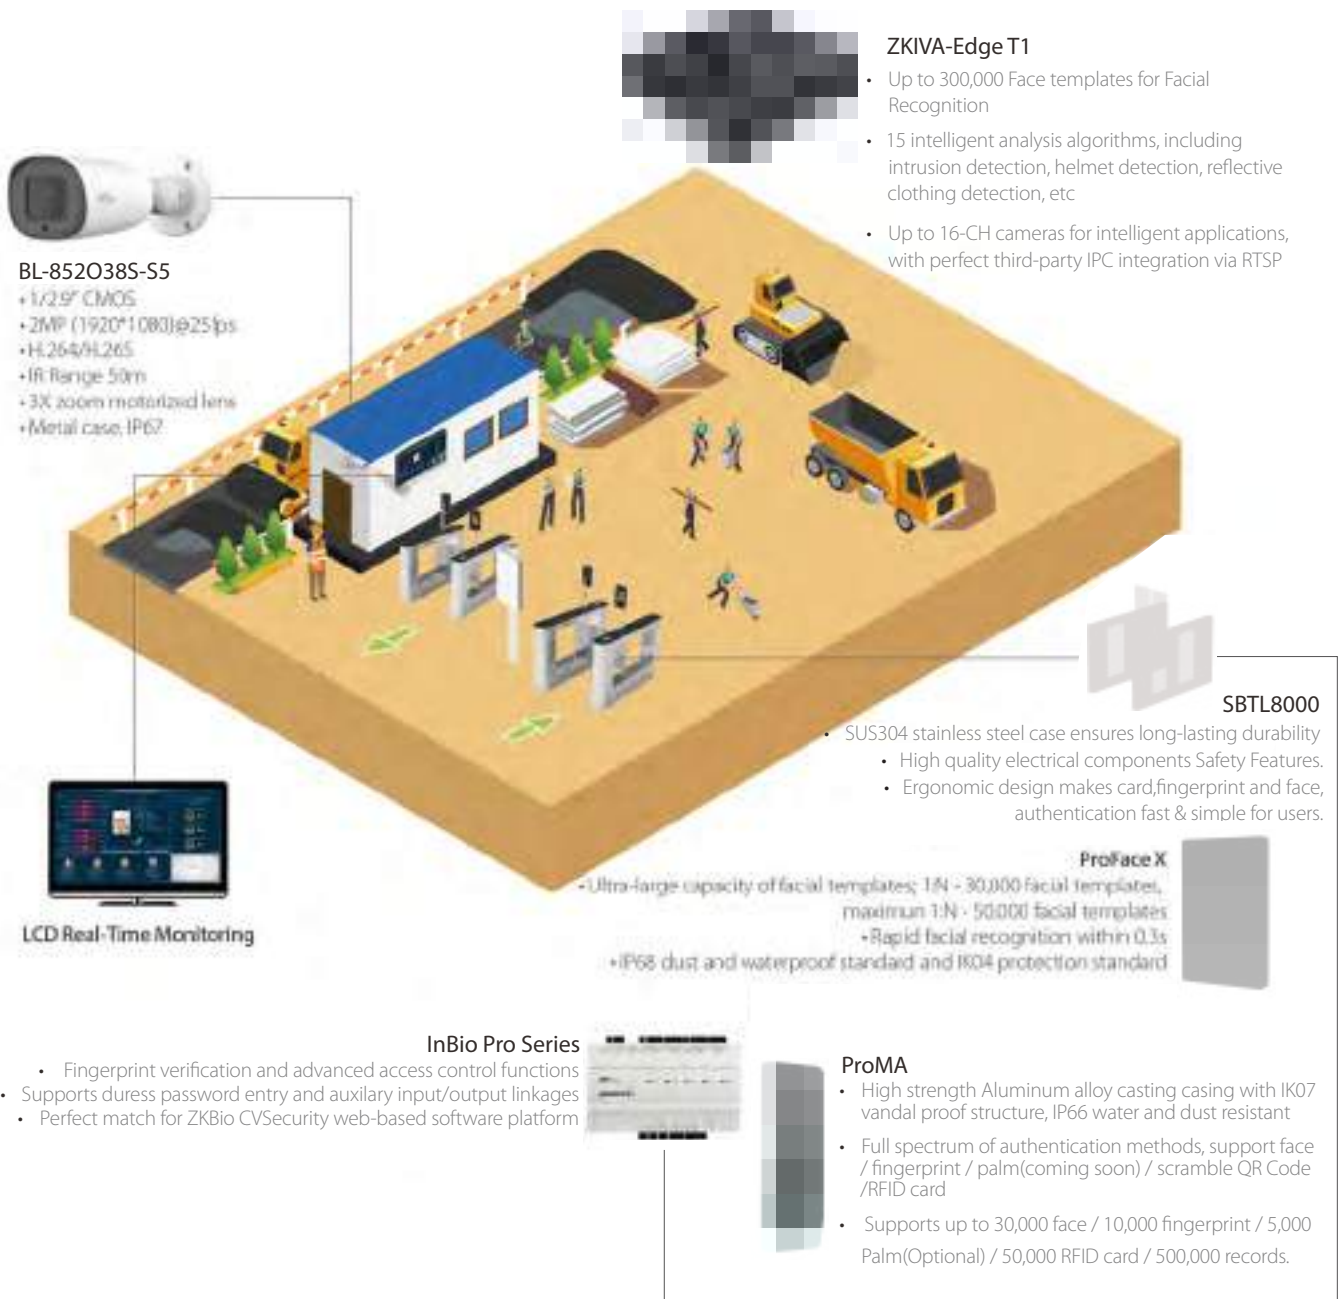 ZKIVA-Edge T1
• Up to 300,000 Face templates for Facial
Recognition
• 15 intelligent analysis algorithms, including
intrusion detection, helmet detection, reflective
clothing detection, etc
• Up to 16-CH cameras for intelligent applications,
with perfect third-party IPC integration via RTSP
BL-852O38S-S5
•1/2.9" CMOS
•2MP (1920*1080)@25fps
•H.264/H.265
•IR Range 50m
•3X zoom motorized lens
•Metal case, IP67
SBTL8000
• SUS304 stainless steel case ensures long-lasting durability
• High quality electrical components Safety Features.
• Ergonomic design makes card,fingerprint and face,
authentication fast & simple for users.
LCD Real-Time Monitoring
ProFace X
•Ultra-large capacity of facial templates; 1:N - 30,000 facial templates,
maximun 1:N - 50,000 facial templates
•Rapid facial recognition within 0.3s
•IP68 dust and waterproof standard and IK04 protection standard
InBio Pro Series
• Fingerprint verification and advanced access control functions
• Supports duress password entry and auxilary input/output linkages
• Perfect match for ZKBio CVSecurity web-based software platform
ProMA
• High strength Aluminum alloy casting casing with IK07
vandal proof structure, IP66 water and dust resistant
• Full spectrum of authentication methods, support face
/ fingerprint / palm(coming soon) / scramble QR Code
/RFID card
• Supports up to 30,000 face / 10,000 fingerprint / 5,000
Palm(Optional) / 50,000 RFID card / 500,000 records.